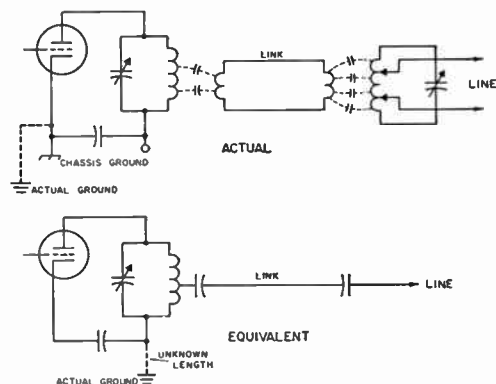 LINK
LINE
CHASSIS GROUND
ACTUAL
ACTUAL GROUND
LINK
LINE
EQUIVALENT
UNKNOWN
LENGTH
ACTUAL GROUND